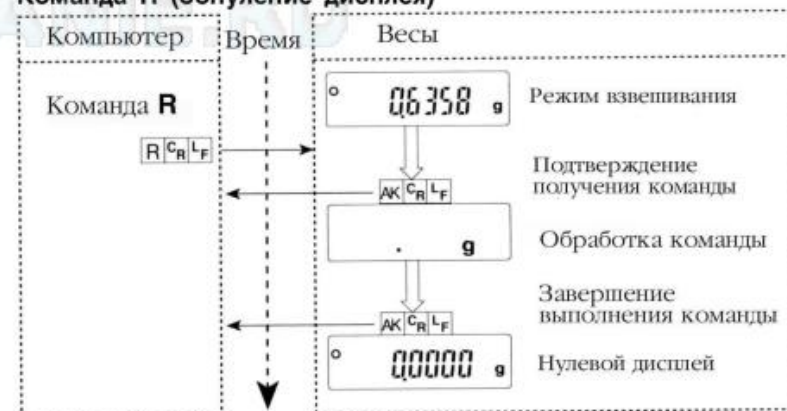 Команда R (обнуление дисплея)
Компьютер Время Весы
Команда R
0.6358 g Режим взвешивания
R CR LF
Подтверждение
получения команды
AK CR LF
. g Обработка команды
Завершение
выполнения команды
AK CR LF
0.0000 g Нулевой дисплей